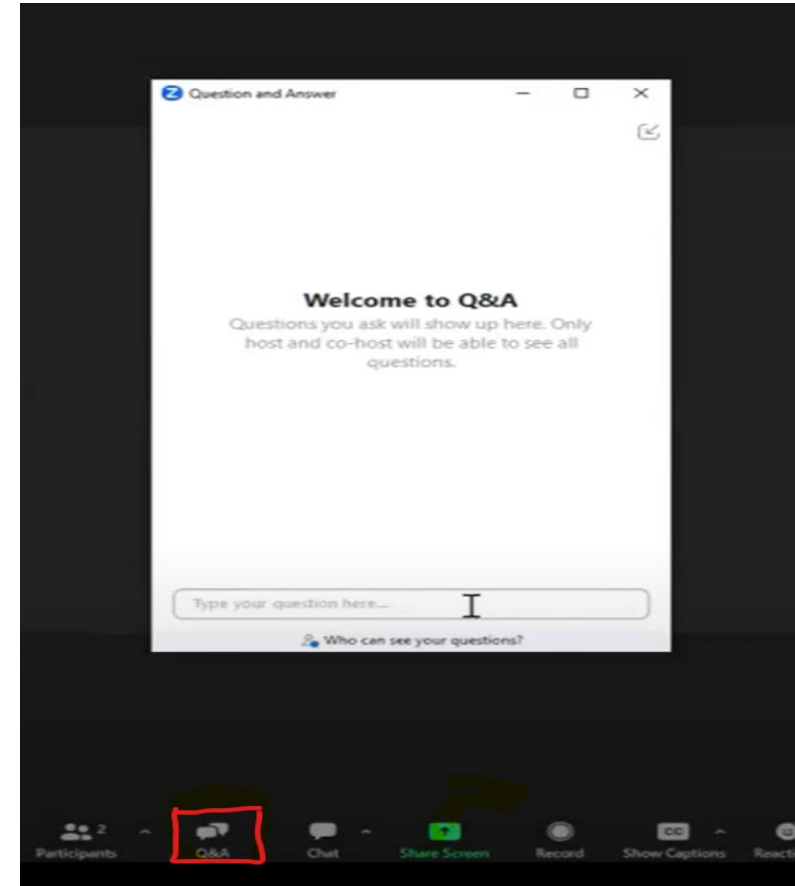 Question and Answer
Welcome to Q&A
Questions you ask will show up here. Only
host and co-host will be able to see all
questions.
Type your question here...
Who can see your questions?
2
Participants
Q&A
Chat
Share Screen
Record
CC
Show Captions
Reacti